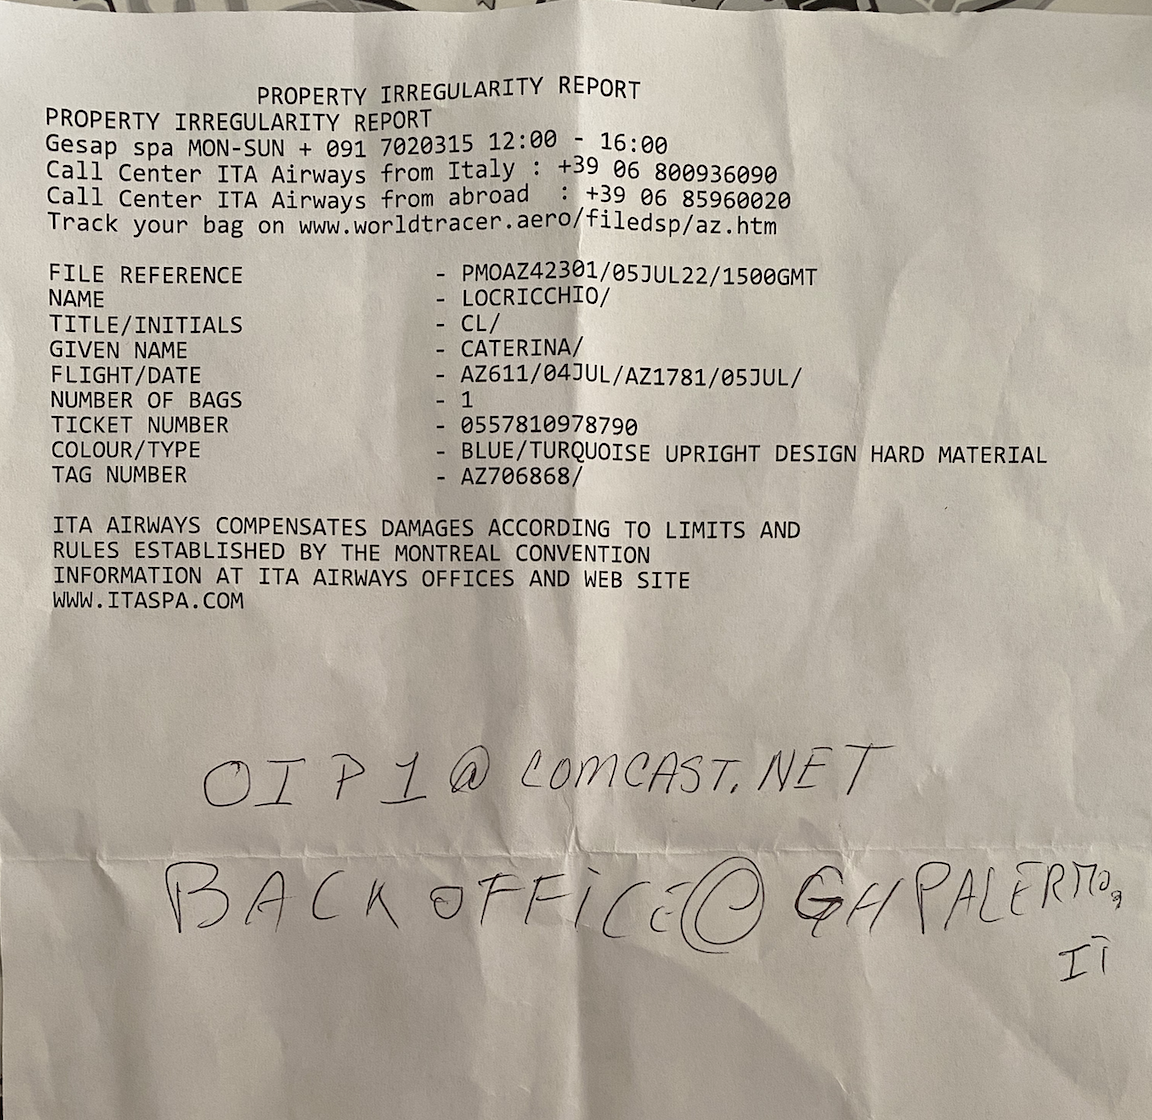 PROPERTY IRREGULARITY REPORT
PROPERTY IRREGULARITY REPORT
Gesap spa MON-SUN + 091 7020315 12:00 - 16:00
Call Center ITA Airways from Italy : +39 06 800936090
Call Center ITA Airways from abroad : +39 06 85960020
Track your bag on www.worldtracer.aero/filedsp/az.htm
FILE REFERENCE - PMOAZ42301/05JUL22/1500GMT
NAME - LOCRICCHIO/
TITLE/INITIALS - CL/
GIVEN NAME - CATERINA/
FLIGHT/DATE - AZ611/04JUL/AZ1781/05JUL/
NUMBER OF BAGS - 1
TICKET NUMBER - 0557810978790
COLOUR/TYPE - BLUE/TURQUOISE UPRIGHT DESIGN HARD MATERIAL
TAG NUMBER - AZ706868/
ITA AIRWAYS COMPENSATES DAMAGES ACCORDING TO LIMITS AND
RULES ESTABLISHED BY THE MONTREAL CONVENTION
INFORMATION AT ITA AIRWAYS OFFICES AND WEB SITE
WWW.ITASPA.COM
OIP1@COMCAST.NET
BACKOFFICE@GHPALERMO.
IT